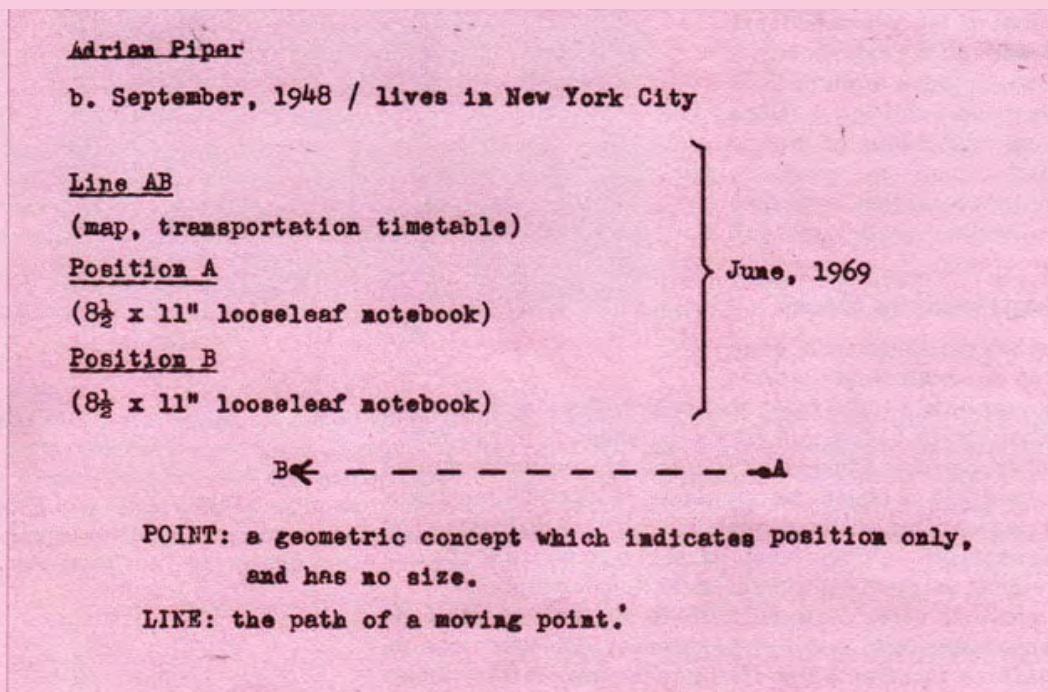 Adrian Piper
b. September, 1948 / lives in New York City
Line AB
(map, transportation timetable)
Position A
(8½ x 11" looseleaf notebook)
Position B
(8½ x 11" looseleaf notebook)
June, 1969
B A
POINT: a geometric concept which indicates position only,
and has no size.
LINE: the path of a moving point.